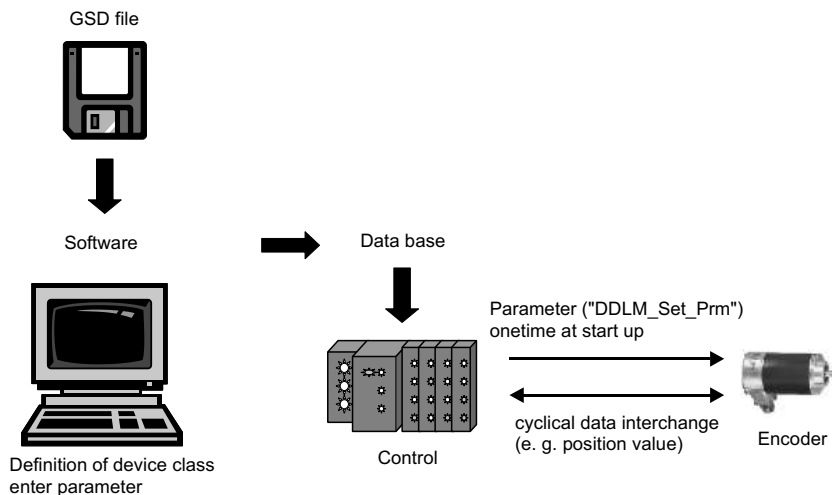 GSD file
Software
Data base
Parameter ("DDLM_Set_Prm")
onetime at start up
cyclical data interchange
(e. g. position value)
Encoder
Control
Definition of device class
enter parameter